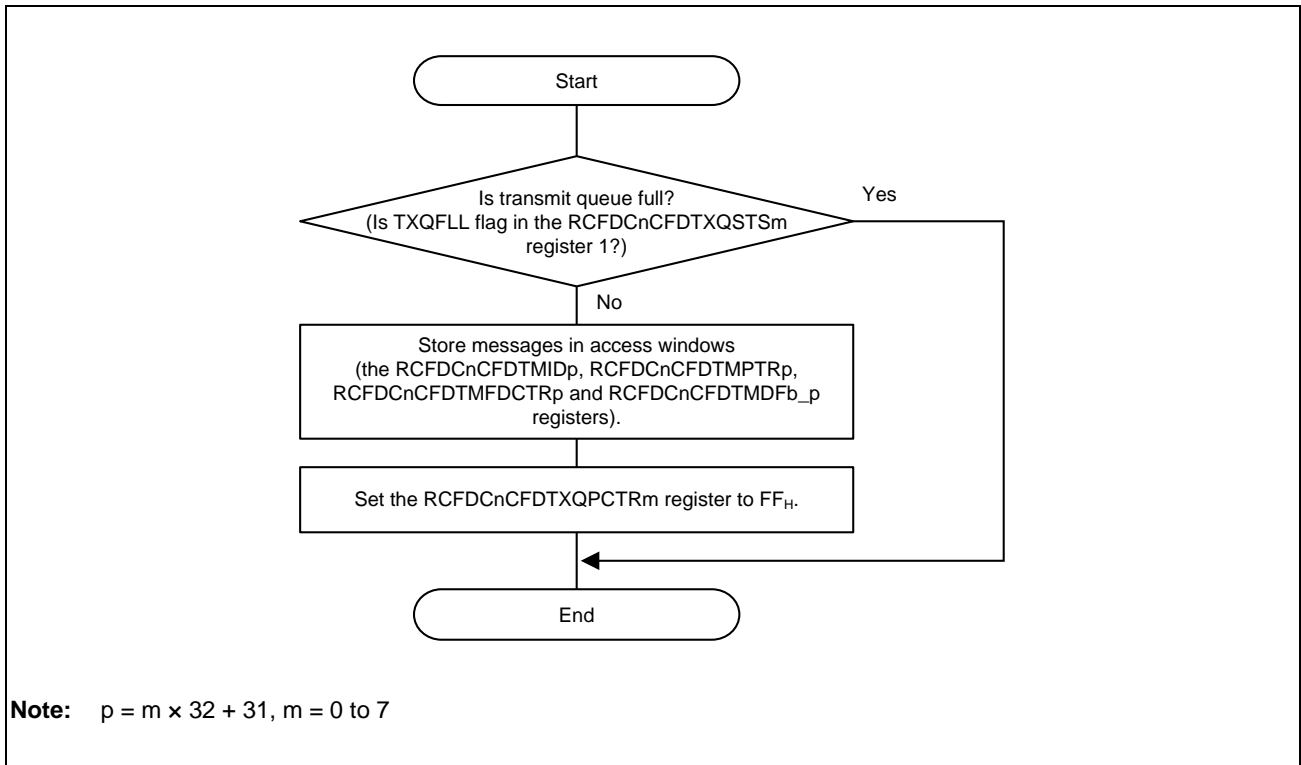 Start
Is transmit queue full?
(Is TXQFLL flag in the RCFDCnCFDTXQSTSm
register 1?)
Yes
No
Store messages in access windows
(the RCFDCnCFDTMIDp, RCFDCnCFDTMPTRp,
RCFDCnCFDTMFDCTRp and RCFDCnCFDTMDFb_p
registers).
Set the RCFDCnCFDTXQPCTRm register to FFH.
End
Note: p = m × 32 + 31, m = 0 to 7